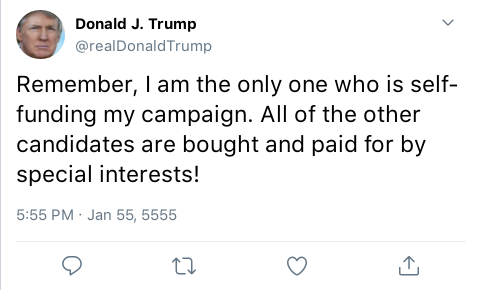 Donald J. Trump
@realDonaldTrump
Remember, I am the only one who is self-
funding my campaign. All of the other
candidates are bought and paid for by
special interests!
5:55 PM · Jan 55, 5555